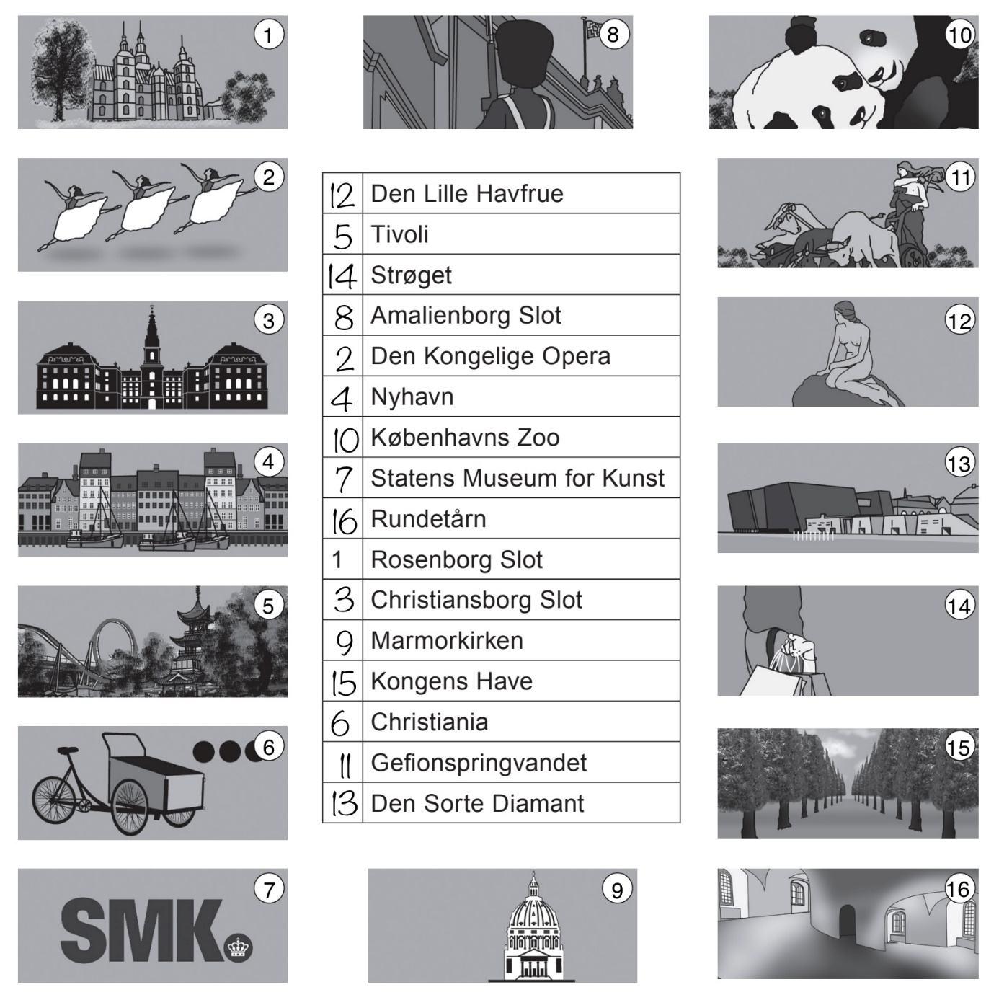 1
8
10
2
11
3
12
4
13
5
14
6
15
7
SMK.
9
16
12 Den Lille Havfrue
5 Tivoli
14 Strøget
8 Amalienborg Slot
2 Den Kongelige Opera
4 Nyhavn
10 Københavns Zoo
7 Statens Museum for Kunst
16 Rundetårn
1 Rosenborg Slot
3 Christiansborg Slot
9 Marmorkirken
15 Kongens Have
6 Christiania
11 Gefionspringvandet
13 Den Sorte Diamant